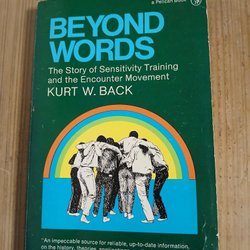 a Pelican Book
BEYOND
WORDS
The Story of Sensitivity Training
and the Encounter Movement
KURT W. BACK
"An impeccable source for reliable, up-to-date information,
on the history, theories,